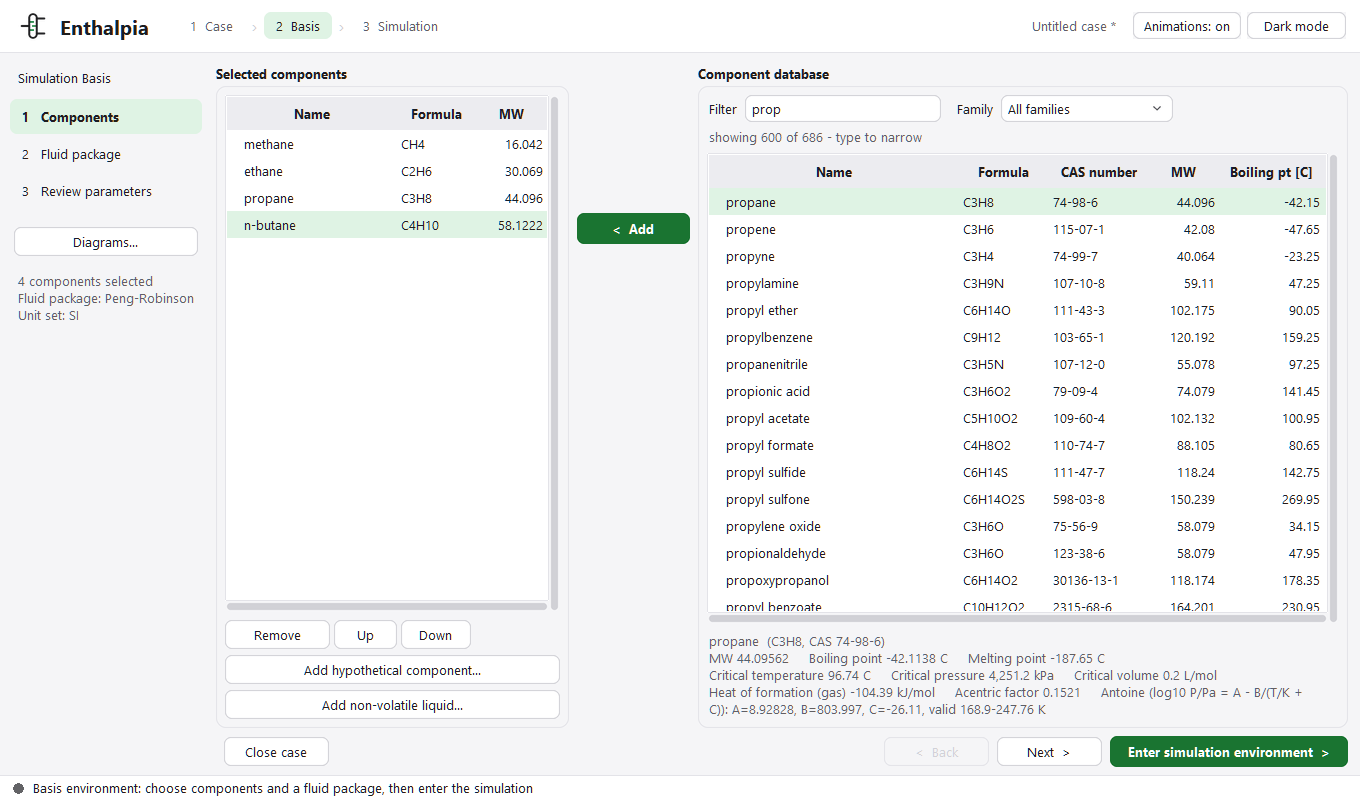 Enthalpia
1 Case > 2 Basis > 3 Simulation
Untitled case *
Animations: on
Dark mode
Simulation Basis
1 Components
2 Fluid package
3 Review parameters
Diagrams...
4 components selected
Fluid package: Peng-Robinson
Unit set: SI
Selected components
Name Formula MW
methane CH4 16.042
ethane C2H6 30.069
propane C3H8 44.096
n-butane C4H10 58.1222
Remove Up Down
Add hypothetical component...
Add non-volatile liquid...
< Add
Component database
Filter prop Family All families
showing 600 of 686 - type to narrow
Name Formula CAS number MW Boiling pt [C]
propane C3H8 74-98-6 44.096 -42.15
propene C3H6 115-07-1 42.08 -47.65
propyne C3H4 74-99-7 40.064 -23.25
propylamine C3H9N 107-10-8 59.11 47.25
propyl ether C6H14O 111-43-3 102.175 90.05
propylbenzene C9H12 103-65-1 120.192 159.25
propanenitrile C3H5N 107-12-0 55.078 97.25
propionic acid C3H6O2 79-09-4 74.079 141.45
propyl acetate C5H10O2 109-60-4 102.132 100.95
propyl formate C4H8O2 110-74-7 88.105 80.65
propyl sulfide C6H14S 111-47-7 118.24 142.75
propyl sulfone C6H14O2S 598-03-8 150.239 269.95
propylene oxide C3H6O 75-56-9 58.079 34.15
propionaldehyde C3H6O 123-38-6 58.079 47.95
propoxypropanol C6H14O2 30136-13-1 118.174 178.35
propyl benzoate C10H12O2 2315-68-6 164.201 230.95
propane (C3H8, CAS 74-98-6)
MW 44.09562 Boiling point -42.1138 C Melting point -187.65 C
Critical temperature 96.74 C Critical pressure 4,251.2 kPa Critical volume 0.2 L/mol
Heat of formation (gas) -104.39 kJ/mol Acentric factor 0.1521 Antoine (log10 P/Pa = A - B/(T/K +
C)): A=8.92828, B=803.997, C=-26.11, valid 168.9-247.76 K
Close case
< Back
Next >
Enter simulation environment >
Basis environment: choose components and a fluid package, then enter the simulation